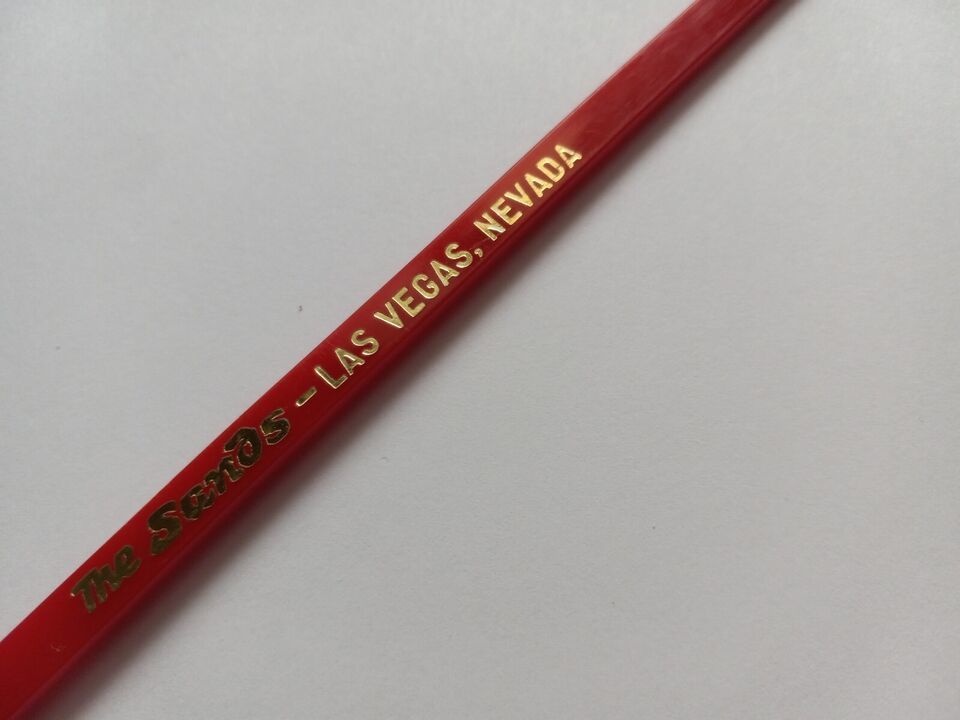 The Sands - LAS VEGAS, NEVADA